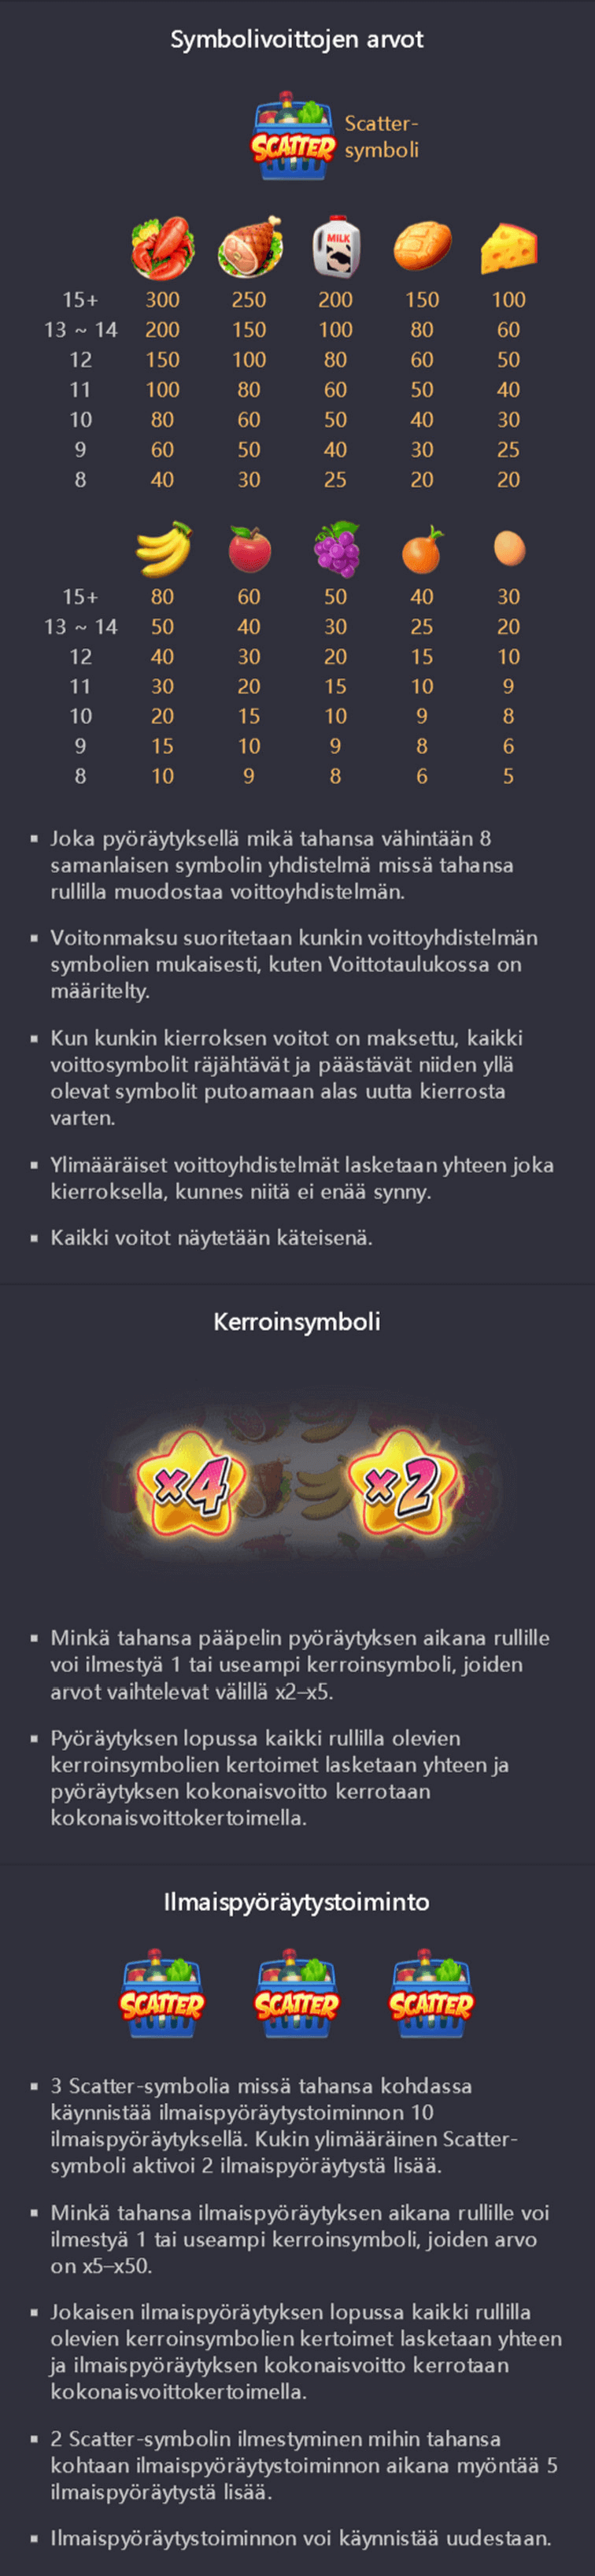 Symbolivoittojen arvot
SCATTER
Scatter-
symboli
MILK
15+ 300 250 200 150 100
13 ~ 14 200 150 100 80 60
12 150 100 80 60 50
11 100 80 60 50 40
10 80 60 50 40 30
9 60 50 40 30 25
8 40 30 25 20 20
15+ 80 60 50 40 30
13 ~ 14 50 40 30 25 20
12 40 30 20 15 10
11 30 20 15 10 9
10 20 15 10 9 8
9 15 10 9 8 6
8 10 9 8 6 5
▪ Joka pyöräytyksellä mikä tahansa vähintään 8
samanlaisen symbolin yhdistelmä missä tahansa
rullilla muodostaa voittoyhdistelmän.
▪ Voitonmaksu suoritetaan kunkin voittoyhdistelmän
symbolien mukaisesti, kuten Voittotaulukossa on
määritelty.
▪ Kun kunkin kierroksen voitot on maksettu, kaikki
voittosymbolit räjähtävät ja päästävät niiden yllä
olevat symbolit putoamaan alas uutta kierrosta
varten.
▪ Ylimääräiset voittoyhdistelmät lasketaan yhteen joka
kierroksella, kunnes niitä ei enää synny.
▪ Kaikki voitot näytetään käteisenä.
Kerroinsymboli
x4 x2
▪ Minkä tahansa pääpelin pyöräytyksen aikana rullille
voi ilmestyä 1 tai useampi kerroinsymboli, joiden
arvot vaihtelevat välillä x2–x5.
▪ Pyöräytyksen lopussa kaikki rullilla olevien
kerroinsymbolien kertoimet lasketaan yhteen ja
pyöräytyksen kokonaisvoitto kerrotaan
kokonaisvoittokertoimella.
Ilmaispyöräytystoiminto
SCATTER SCATTER SCATTER
▪ 3 Scatter-symbolia missä tahansa kohdassa
käynnistää ilmaispyöräytystoiminnon 10
ilmaispyöräytyksellä. Kukin ylimääräinen Scatter-
symboli aktivoi 2 ilmaispyöräytystä lisää.
▪ Minkä tahansa ilmaispyöräytyksen aikana rullille voi
ilmestyä 1 tai useampi kerroinsymboli, joiden arvo
on x5–x50.
▪ Jokaisen ilmaispyöräytyksen lopussa kaikki rullilla
olevien kerroinsymbolien kertoimet lasketaan yhteen
ja ilmaispyöräytyksen kokonaisvoitto kerrotaan
kokonaisvoittokertoimella.
▪ 2 Scatter-symbolin ilmestyminen mihin tahansa
kohtaan ilmaispyöräytystoiminnon aikana myöntää 5
ilmaispyöräytystä lisää.
▪ Ilmaispyöräytystoiminnon voi käynnistää uudestaan.